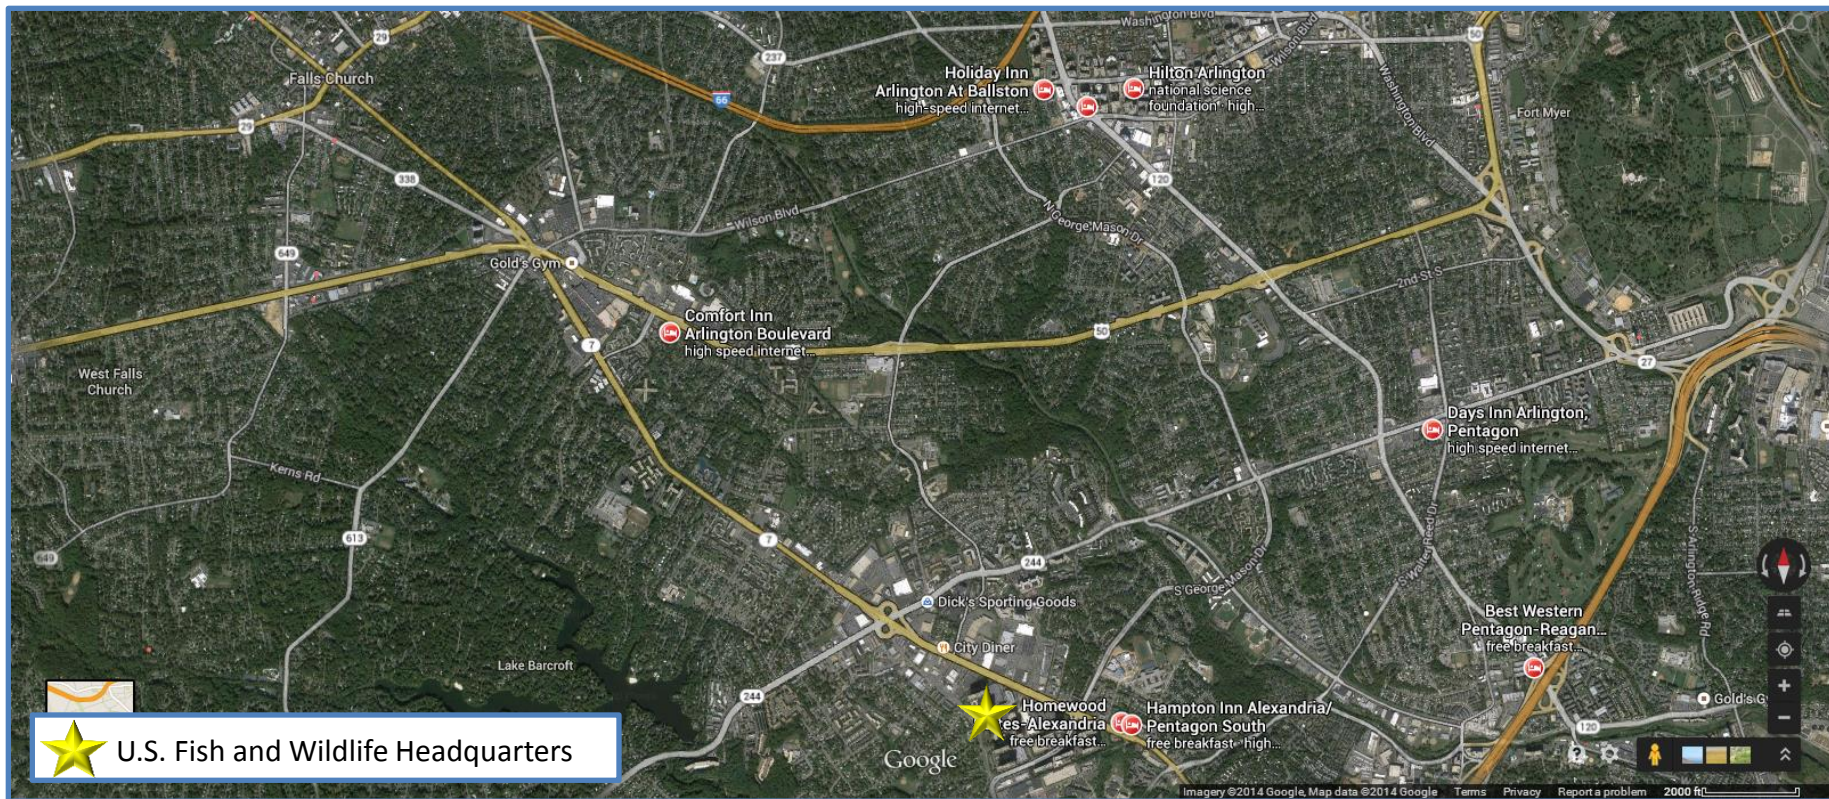 Washington Blvd
29
50
237
Wilson Blvd
Falls Church
Holiday Inn
Arlington At Ballston
high-speed internet...
Hilton Arlington
national science
foundation · high...
66
Washington Blvd
29
Fort Myer
338
120
Wilson Blvd
N George Mason Dr
649
Gold's Gym
2nd St S
Comfort Inn
Arlington Boulevard
high speed internet...
50
7
27
West Falls
Church
Days Inn Arlington,
Pentagon
high speed internet...
Kerns Rd
613
649
7
244
S George Mason Dr
S Walter Reed Dr
S Arlington Ridge Rd
Dick's Sporting Goods
City Diner
Best Western
Pentagon-Reagan...
free breakfast...
Lake Barcroft
244
Homewood
tes-Alexandria
free breakfast...
Hampton Inn Alexandria/
Pentagon South
free breakfast · high...
Gold's G
120
U.S. Fish and Wildlife Headquarters
Google
Imagery ©2014 Google, Map data ©2014 Google
Terms
Privacy
Report a problem
2000 ft